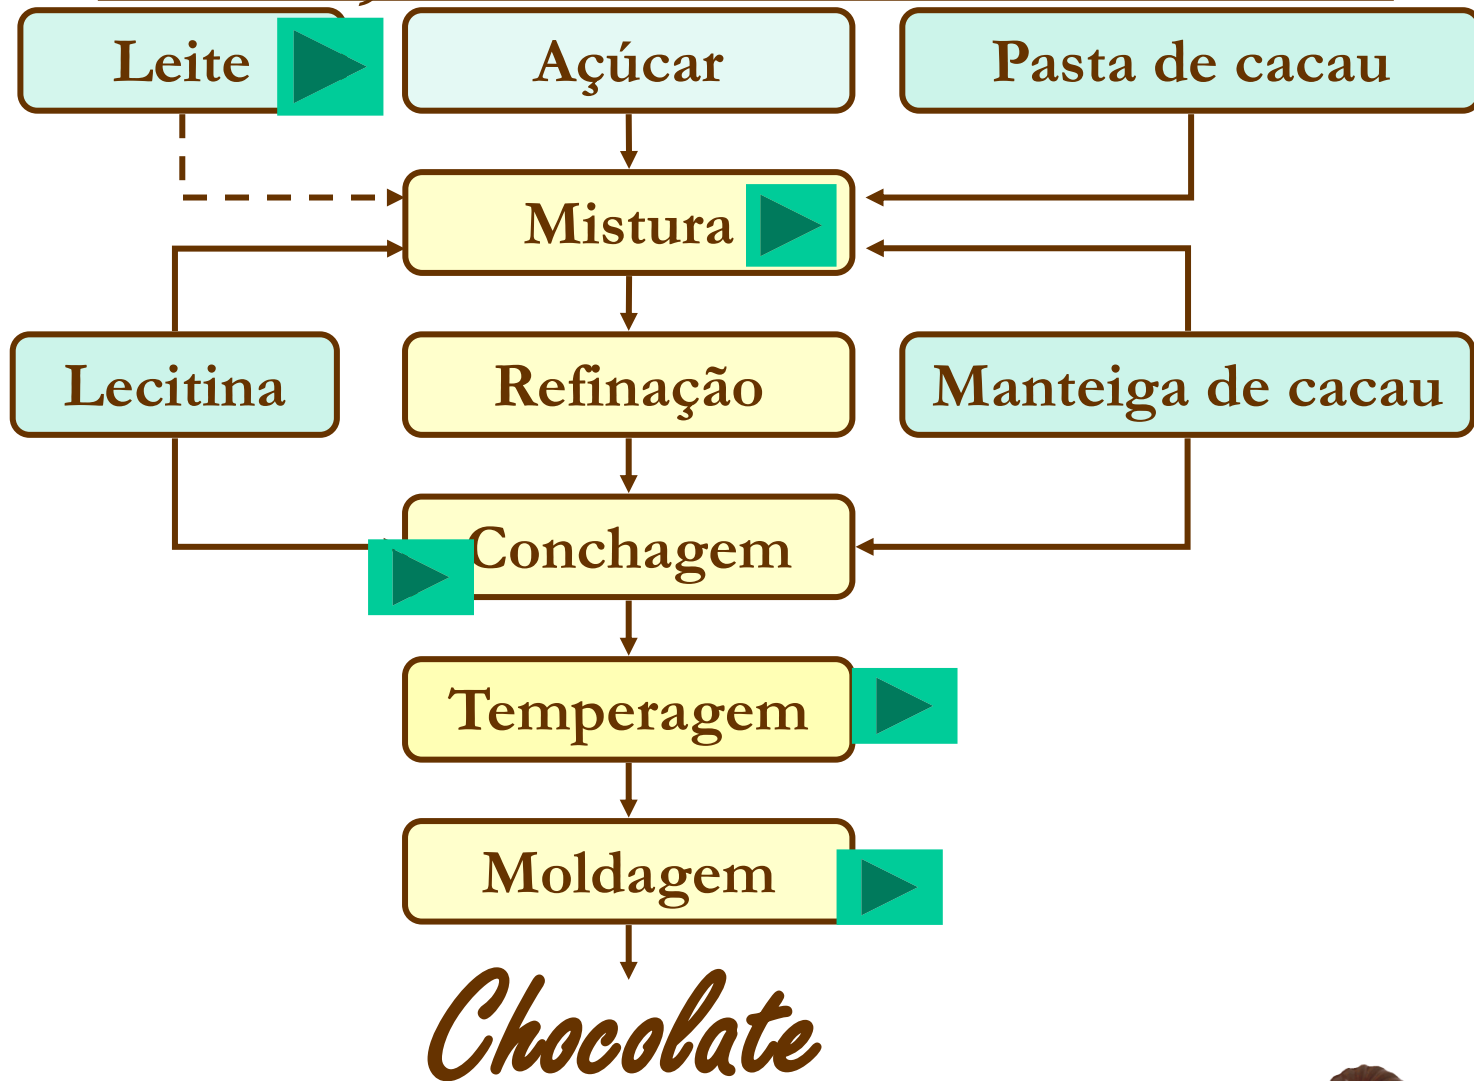 Leite
Açúcar
Pasta de cacau
Mistura
Lecitina
Refinação
Manteiga de cacau
Conchagem
Temperagem
Moldagem
Chocolate